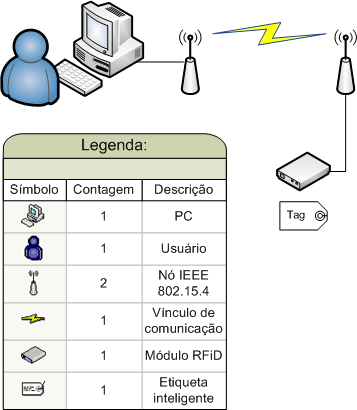 Tag
Legenda:
Símbolo Contagem Descrição
1 PC
1 Usuário
2 Nó IEEE
802.15.4
1 Vínculo de
comunicação
1 Módulo RFiD
1 Etiqueta
inteligente